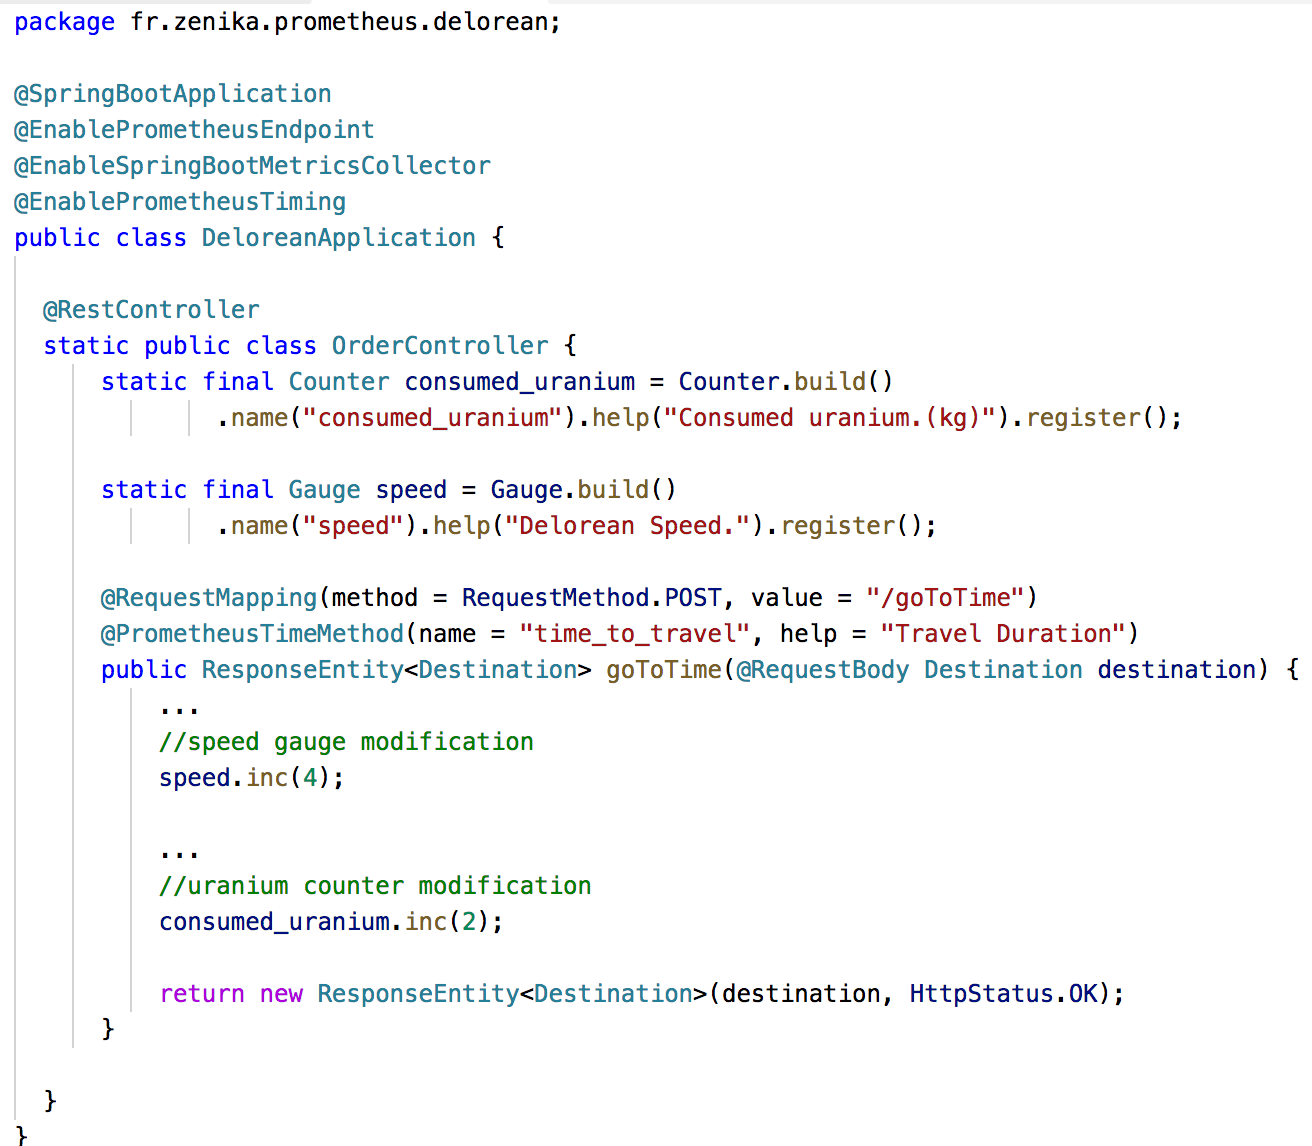 package fr.zenika.prometheus.delorean;
@SpringBootApplication
@EnablePrometheusEndpoint
@EnableSpringBootMetricsCollector
@EnablePrometheusTiming
public class DeloreanApplication {
@RestController
static public class OrderController {
static final Counter consumed_uranium = Counter.build()
.name("consumed_uranium").help("Consumed uranium.(kg)").register();
static final Gauge speed = Gauge.build()
.name("speed").help("Delorean Speed.").register();
@RequestMapping(method = RequestMethod.POST, value = "/goToTime")
@PrometheusTimeMethod(name = "time_to_travel", help = "Travel Duration")
public ResponseEntity<Destination> goToTime(@RequestBody Destination destination) {
...
//speed gauge modification
speed.inc(4);
...
//uranium counter modification
consumed_uranium.inc(2);
return new ResponseEntity<Destination>(destination, HttpStatus.OK);
}
}
}